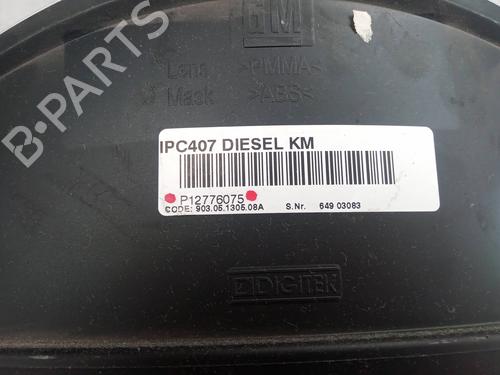 GM
Lens >PMMA<
Mask >ABS<
IPC407 DIESEL KM
P12776075
CODE: 903.05.1305.08A S.Nr. 649 03083
DIGITEK
B-PARTS